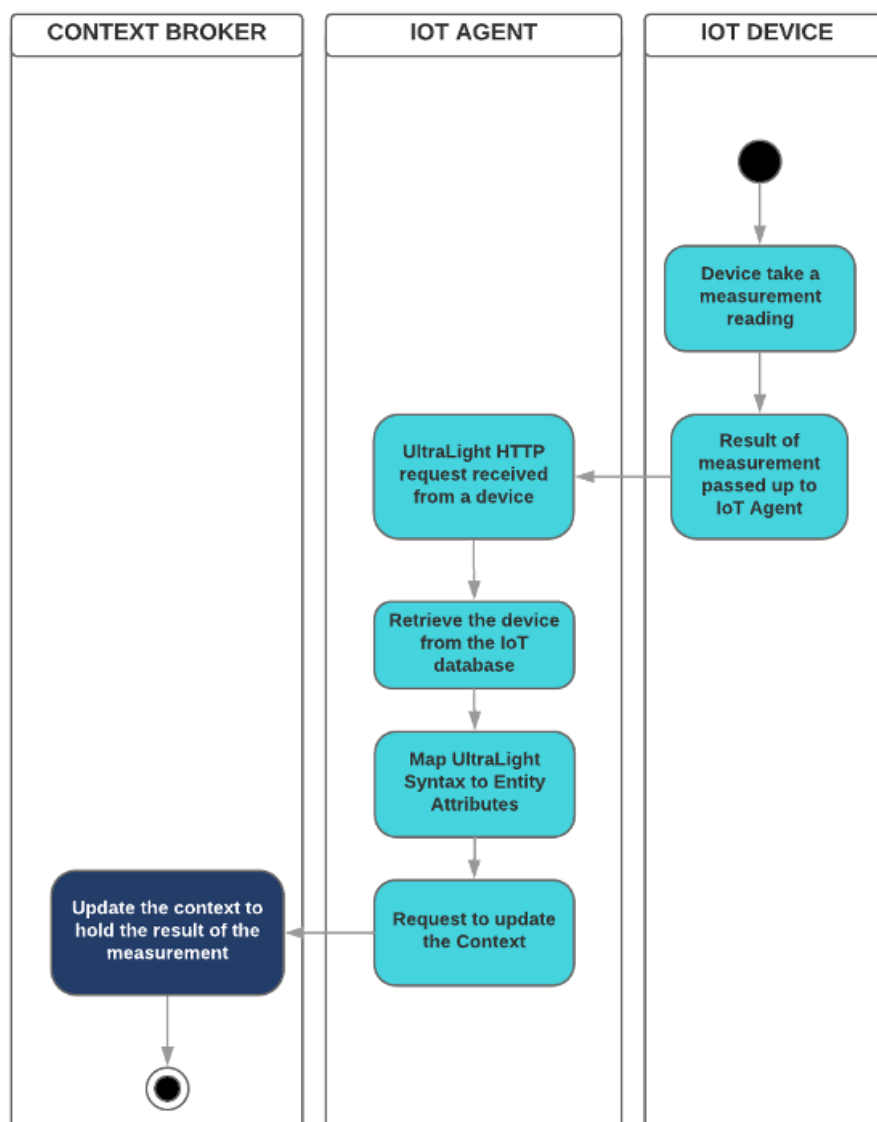 CONTEXT BROKER
IOT AGENT
IOT DEVICE
Device take a
measurement
reading
Result of
measurement
passed up to
IoT Agent
UltraLight HTTP
request received
from a device
Retrieve the device
from the IoT
database
Map UltraLight
Syntax to Entity
Attributes
Request to update
the Context
Update the context to
hold the result of the
measurement